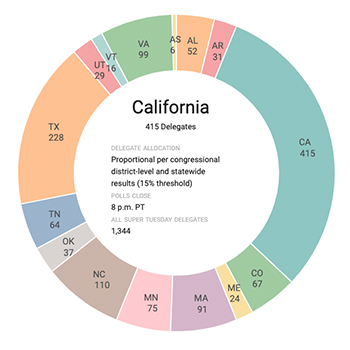 VA
99
AS
6
AL
52
AR
31
VT
16
UT
29
TX
228
CA
415
California
415 Delegates
DELEGATE ALLOCATION
Proportional per congressional
district-level and statewide
results (15% threshold)
POLLS CLOSE
8 p.m. PT
ALL SUPER TUESDAY DELEGATES
1,344
TN
64
OK
37
NC
110
MN
75
MA
91
ME
24
CO
67